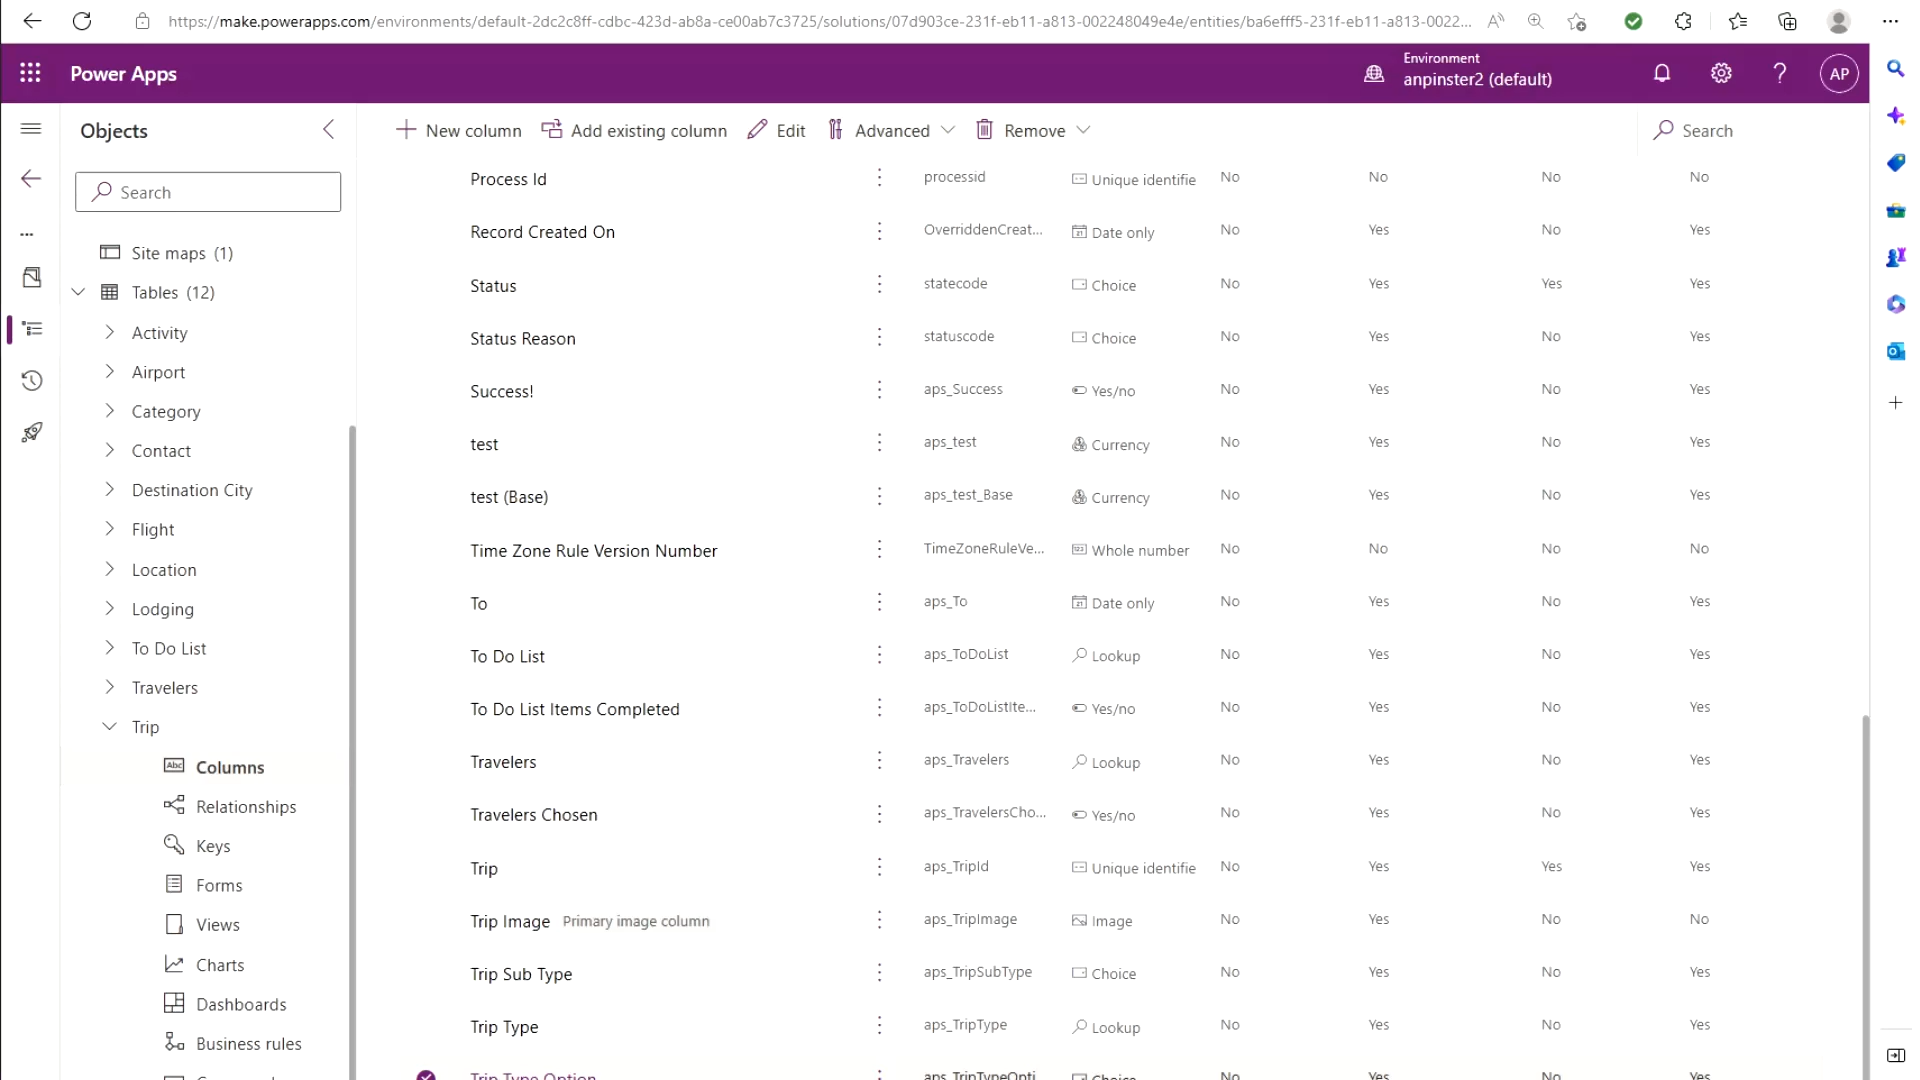 https://make.powerapps.com/environments/default-2dc2c8ff-cdbc-423d-ab8a-ce00ab7c3725/solutions/07d903ce-231f-eb11-a813-002248049e4e/entities/ba6efff5-231f-eb11-a813-0022...
Power Apps
Environment
anpinster2 (default)
AP
Objects
Search
Site maps (1)
Tables (12)
Activity
Airport
Category
Contact
Destination City
Flight
Location
Lodging
To Do List
Travelers
Trip
Columns
Relationships
Keys
Forms
Views
Charts
Dashboards
Business rules
New column
Add existing column
Edit
Advanced
Remove
Search
Process Id processid Unique identifie No No No No
Record Created On OverriddenCreat... Date only No Yes No Yes
Status statecode Choice No Yes Yes Yes
Status Reason statuscode Choice No Yes No Yes
Success! aps_Success Yes/no No Yes No Yes
test aps_test Currency No Yes No Yes
test (Base) aps_test_Base Currency No Yes No Yes
Time Zone Rule Version Number TimeZoneRuleVe... Whole number No No No No
To aps_To Date only No Yes No Yes
To Do List aps_ToDoList Lookup No Yes No Yes
To Do List Items Completed aps_ToDoListIte... Yes/no No Yes No Yes
Travelers aps_Travelers Lookup No Yes No Yes
Travelers Chosen aps_TravelersCho... Yes/no No Yes No Yes
Trip aps_TripId Unique identifie No Yes Yes Yes
Trip Image Primary image column aps_TripImage Image No Yes No No
Trip Sub Type aps_TripSubType Choice No Yes No Yes
Trip Type aps_TripType Lookup No Yes No Yes
Trip Type Option aps_TripTypeOpti... Choice No Yes No Yes